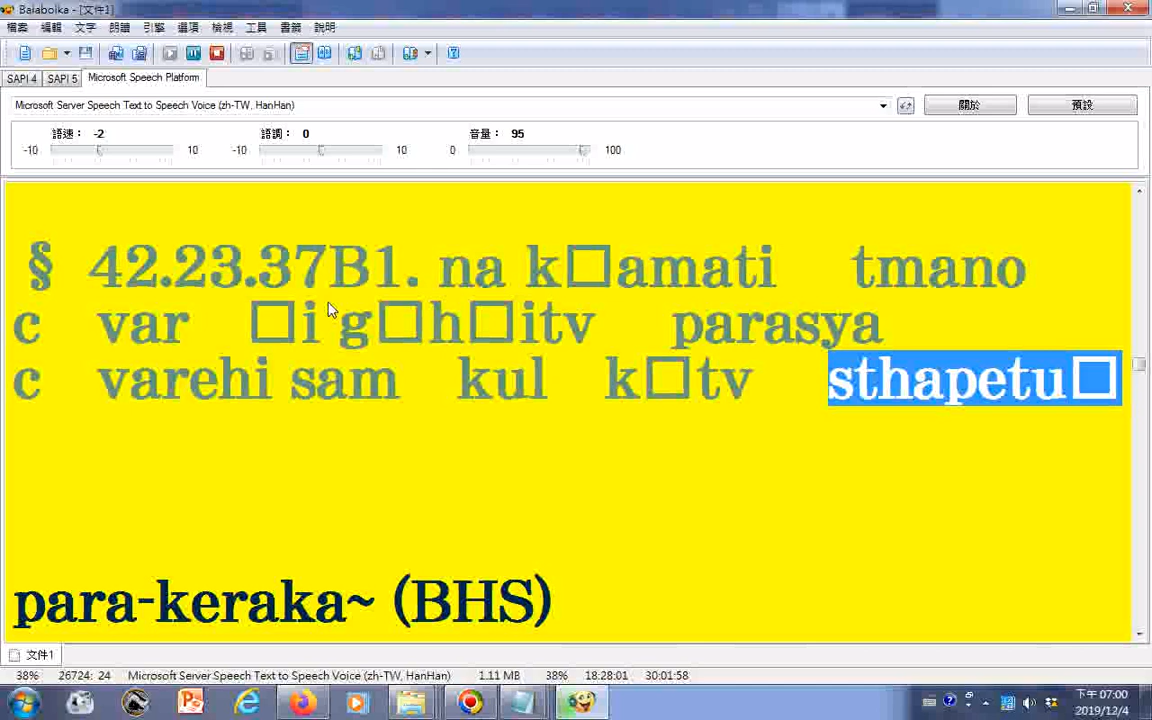 Balabolka - [文件1]
檔案 編輯 文字 朗讀 引擎 選項 檢視 工具 書籤 說明
SAPI 4 SAPI 5 Microsoft Speech Platform
Microsoft Server Speech Text to Speech Voice (zh-TW, HanHan) 關於 預設
語速： -2 語調： 0 音量： 95
-10 10 -10 10 0 100
§ 42.23.37B1. na k□amati tmano
c var □i g□h□itv parasya
c varehi sam kul k□tv sthapetu□
para-keraka~ (BHS)
文件1
38% 26724: 24 Microsoft Server Speech Text to Speech Voice (zh-TW, HanHan) 1.11 MB 38% 18:28:01 30:01:58
下午 07:00
2019/12/4